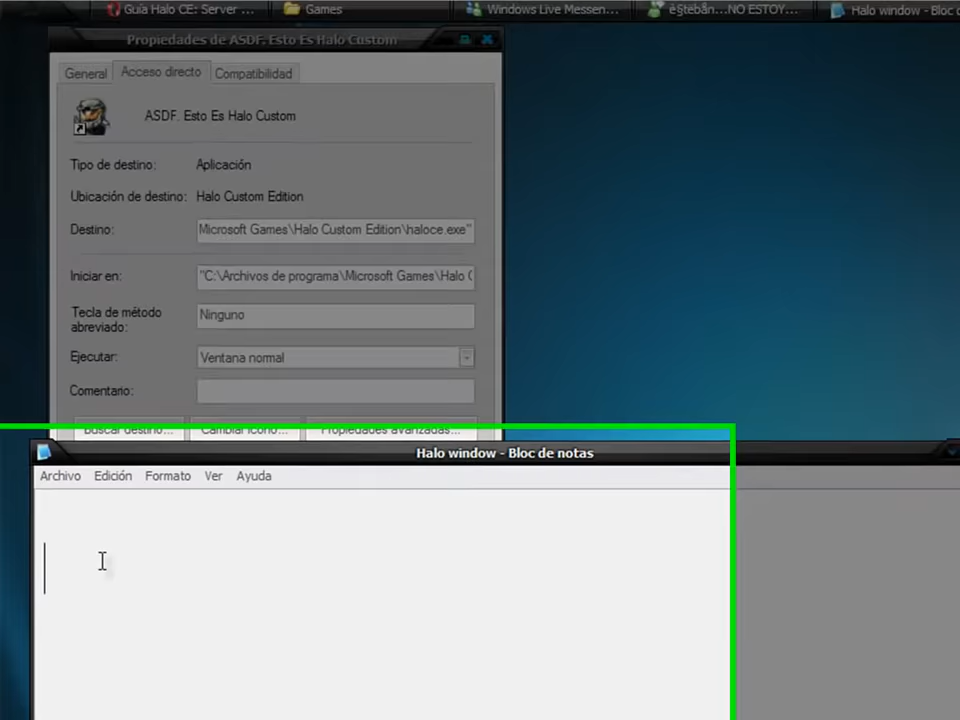 Guía Halo CE: Server ...
Games
Windows Live Messen...
è§tebån...NO ESTOY...
Halo window - Bloc de
Propiedades de ASDF. Esto Es Halo Custom
General
Acceso directo
Compatibilidad
ASDF. Esto Es Halo Custom
Tipo de destino: Aplicación
Ubicación de destino: Halo Custom Edition
Destino: Microsoft Games\Halo Custom Edition\haloce.exe"
Iniciar en: "C:\Archivos de programa\Microsoft Games\Halo C
Tecla de método abreviado: Ninguno
Ejecutar: Ventana normal
Comentario:
Buscar destino... Cambiar icono... Propiedades avanzadas...
Halo window - Bloc de notas
Archivo Edición Formato Ver Ayuda